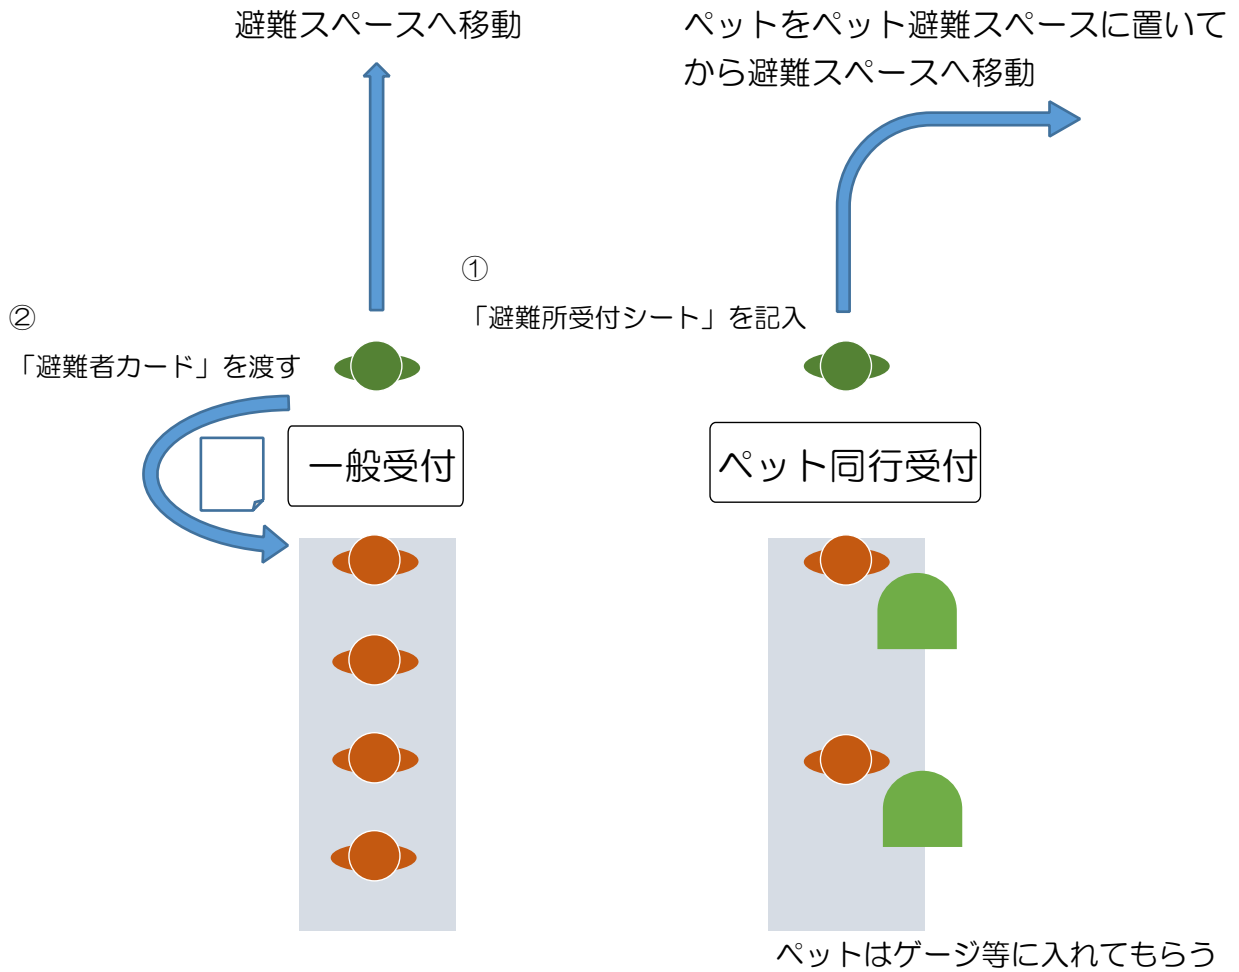 避難スペースへ移動
ペットをペット避難スペースに置いて
から避難スペースへ移動
①
「避難所受付シート」を記入
②
「避難者カード」を渡す
一般受付
ペット同行受付
ペットはゲージ等に入れてもらう